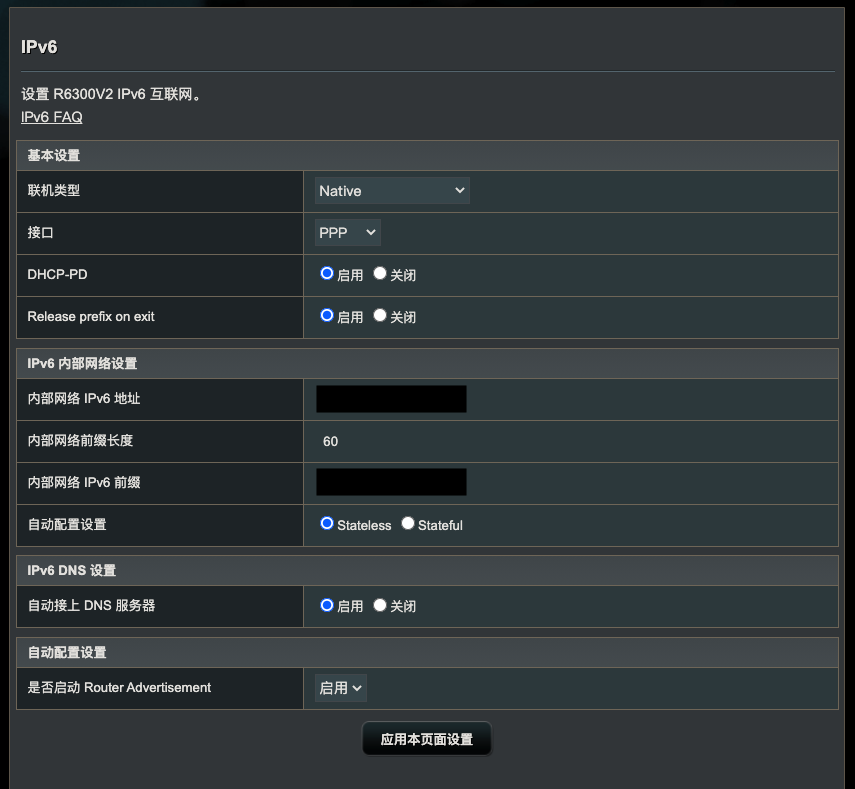 IPv6
设置 R6300V2 IPv6 互联网。
IPv6 FAQ
基本设置
联机类型 Native
接口 PPP
DHCP-PD 启用 关闭
Release prefix on exit 启用 关闭
IPv6 内部网络设置
内部网络 IPv6 地址
内部网络前缀长度 60
内部网络 IPv6 前缀
自动配置设置 Stateless Stateful
IPv6 DNS 设置
自动接上 DNS 服务器 启用 关闭
自动配置设置
是否启动 Router Advertisement 启用
应用本页面设置